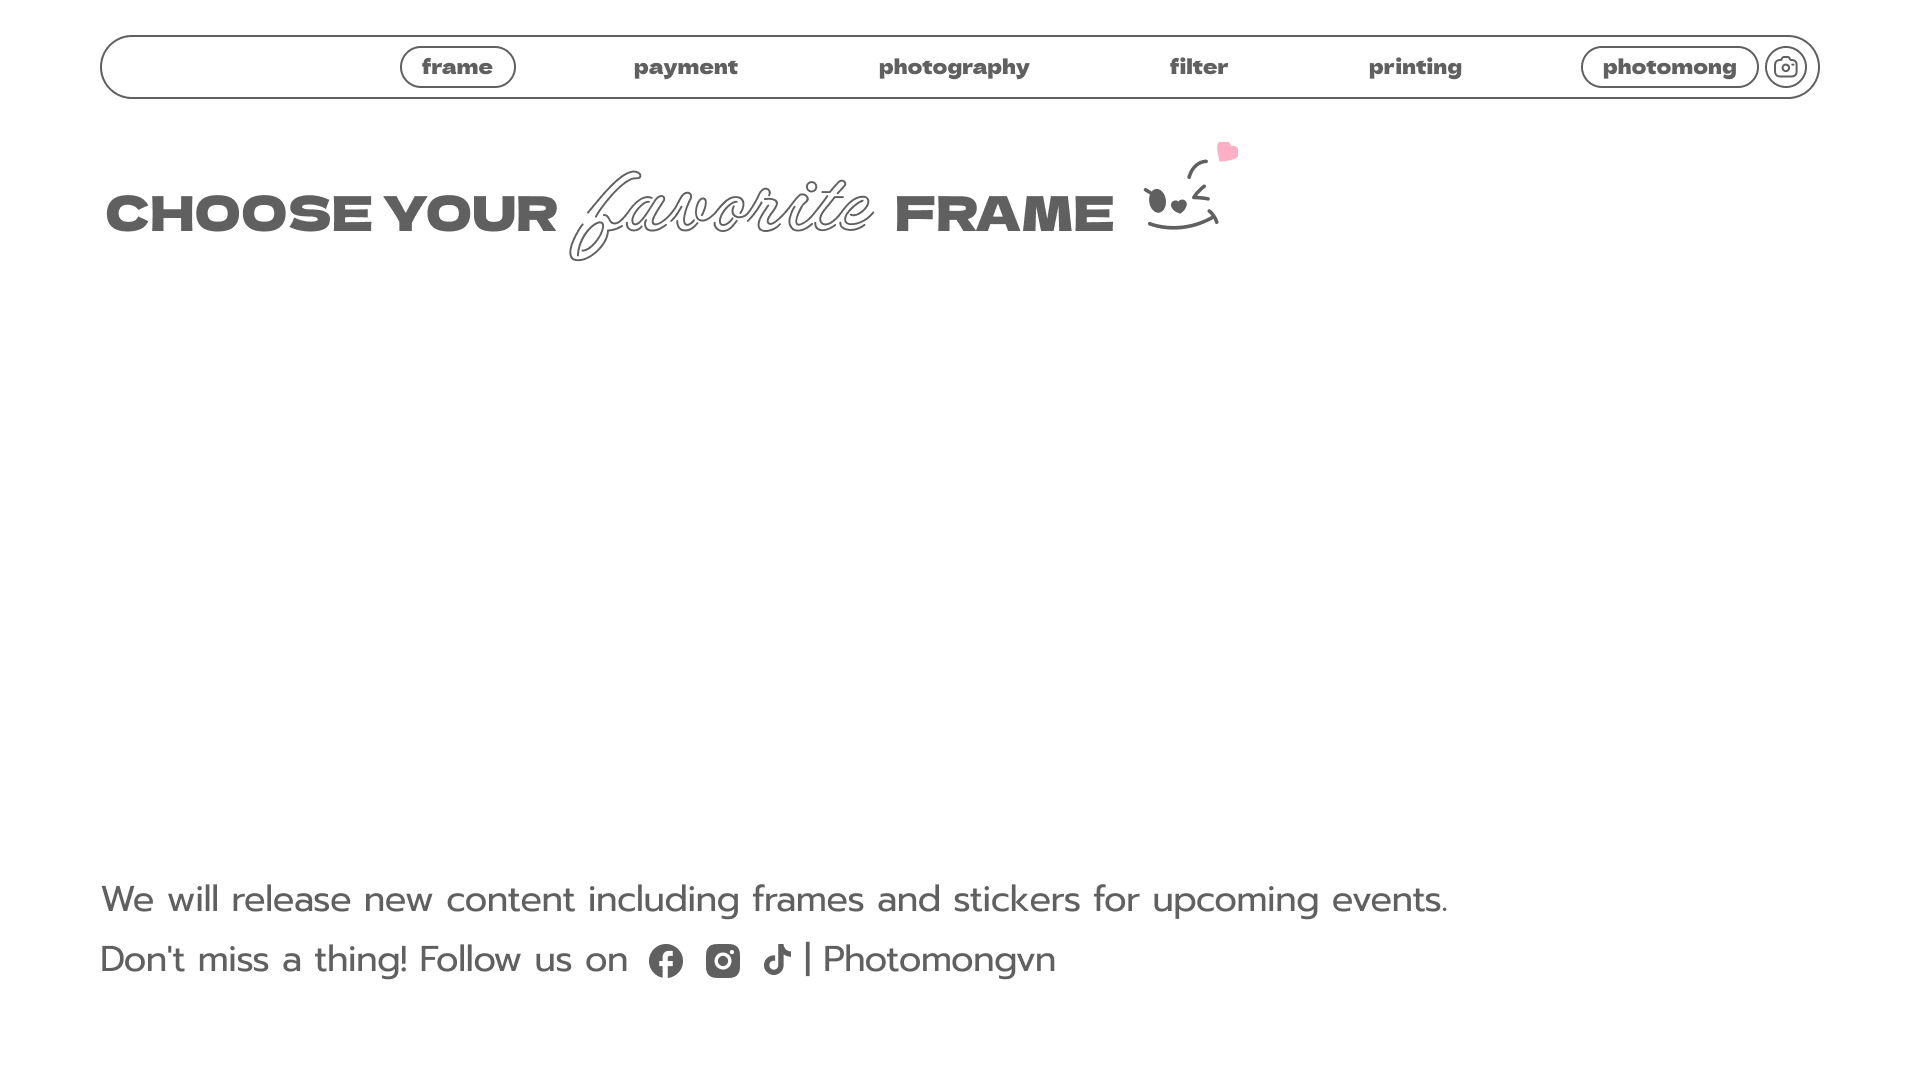 frame payment photography filter printing photomong
CHOOSE YOUR favorite FRAME
We will release new content including frames and stickers for upcoming events.
Don't miss a thing! Follow us on | Photomongvn